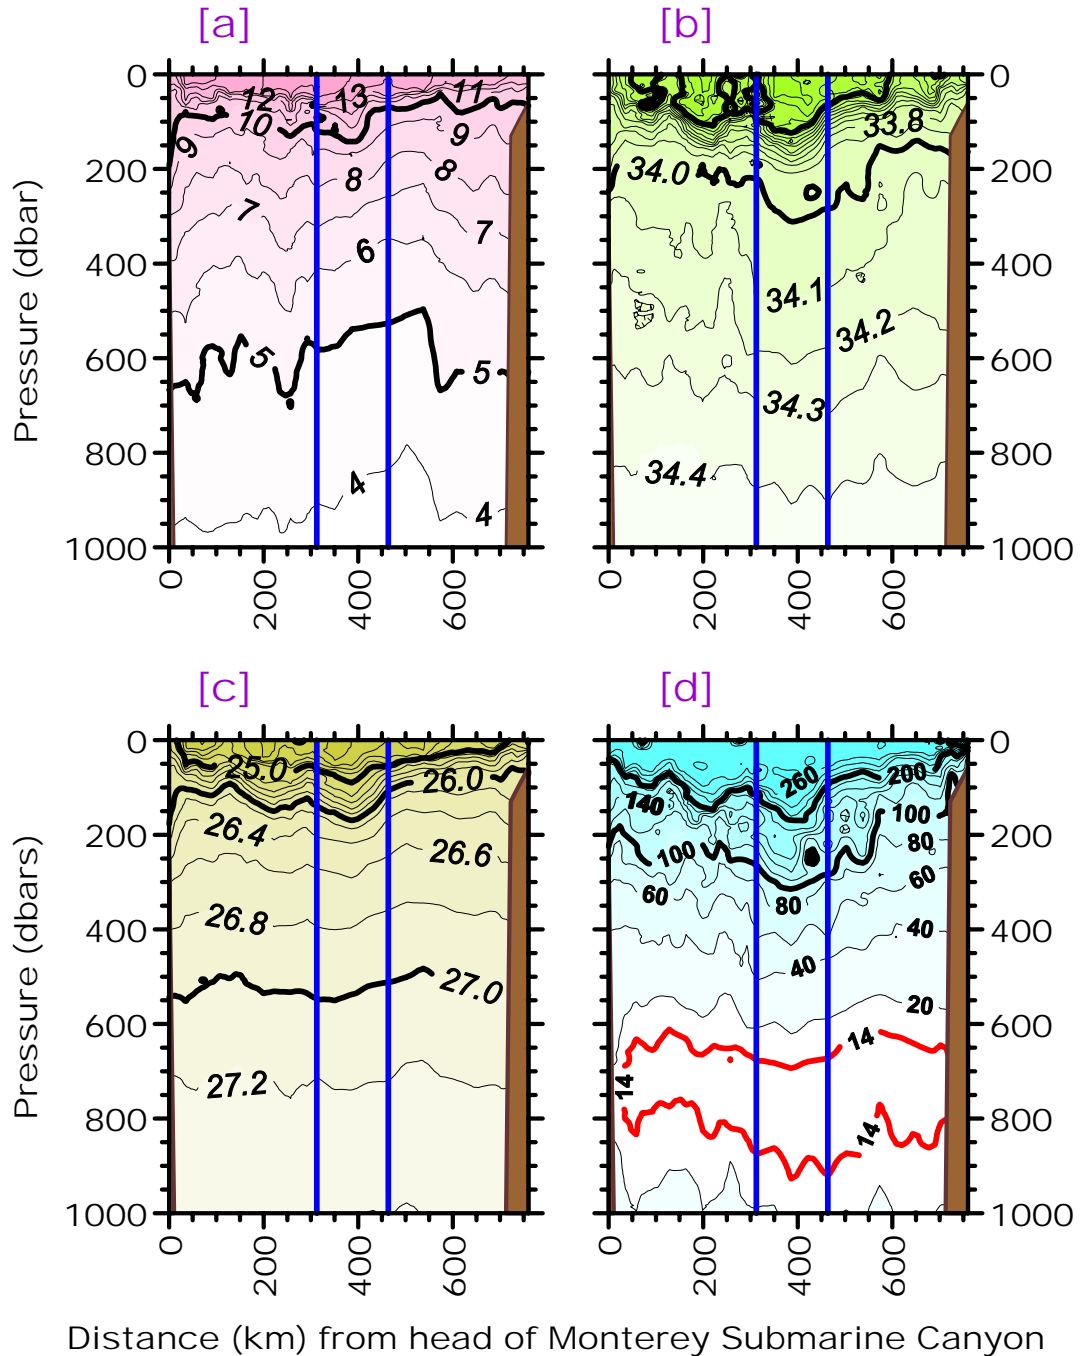 [a] [b]
0 0
12 13 11
10
9 9 33.8
200 8 8 34.0 200
7 7
400 6 34.1 400
34.2
600 5 5 600
34.3
800 800
4 4 34.4
1000 1000
0 200 400 600 0 200 400 600
Pressure (dbar)
[c] [d]
0 0
25.0 26.0 260 200
140 100
200 26.4 26.6 100 80 200
60 80 60
400 26.8 40 40 400
27.0 20
600 14 600
27.2 14
800 14 800
1000 1000
0 200 400 600 0 200 400 600
Pressure (dbars)
Distance (km) from head of Monterey Submarine Canyon